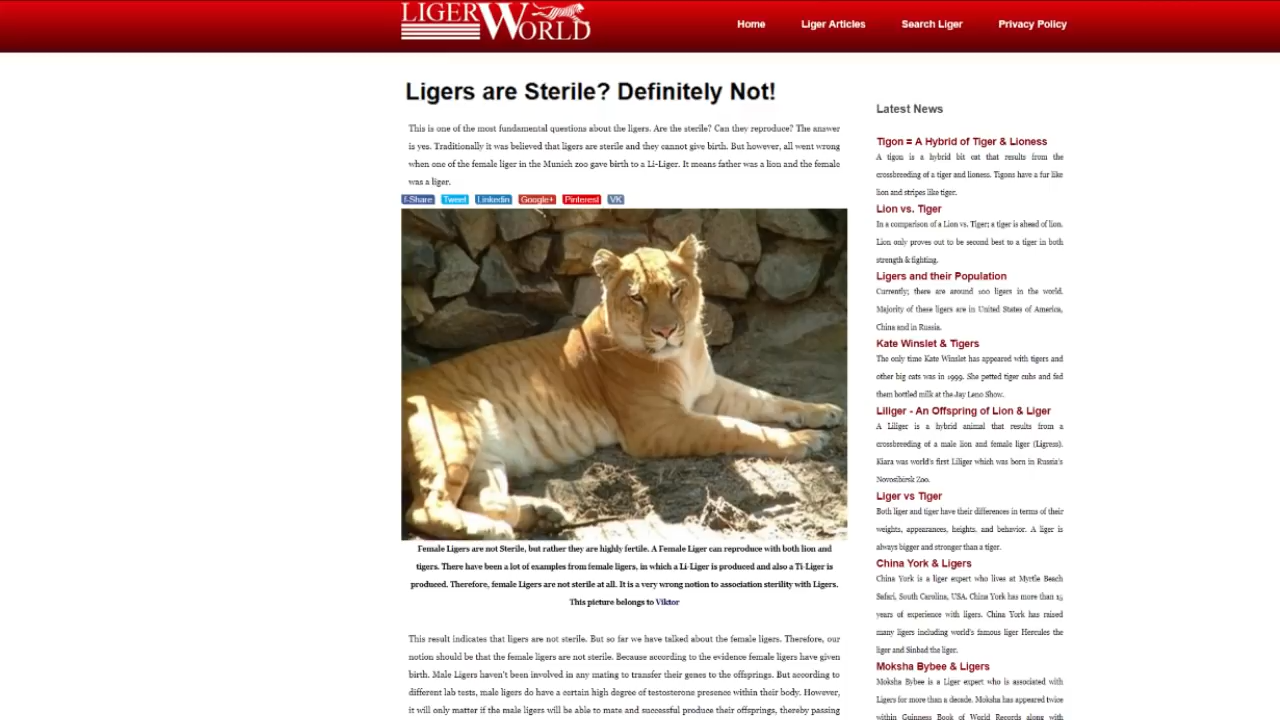 LIGER WORLD
Home Liger Articles Search Liger Privacy Policy
Ligers are Sterile? Definitely Not!
This is one of the most fundamental questions about the ligers. Are the sterile? Can they reproduce? The answer
is yes. Traditionally it was believed that ligers are sterile and they cannot give birth. But however, all went wrong
when one of the female liger in the Munich zoo gave birth to a Li-Liger. It means father was a lion and the female
was a liger.
f-Share Tweet Linkedin Google+ Pinterest VK
Female Ligers are not Sterile, but rather they are highly fertile. A Female Liger can reproduce with both lion and
tigers. There have been a lot of examples from female ligers, in which a Li-Liger is produced and also a Ti-Liger is
produced. Therefore, female Ligers are not sterile at all. It is a very wrong notion to association sterility with Ligers.
This picture belongs to Viktor
This result indicates that ligers are not sterile. But so far we have talked about the female ligers. Therefore, our
notion should be that the female ligers are not sterile. Because according to the evidence female ligers have given
birth. Male Ligers haven't been involved in any mating to transfer their genes to the offsprings. But according to
different lab tests, male ligers do have a certain high degree of testosterone presence within their body. However,
it will only matter if the male ligers will be able to mate and successful produce their offsprings, thereby passing
Latest News
Tigon = A Hybrid of Tiger & Lioness
A tigon is a hybrid bit cat that results from the
crossbreeding of a tiger and lioness. Tigons have a fur like
lion and stripes like tiger.
Lion vs. Tiger
In a comparison of a Lion vs. Tiger; a tiger is ahead of lion.
Lion only proves out to be second best to a tiger in both
strength & fighting.
Ligers and their Population
Currently; there are around 100 ligers in the world.
Majority of these ligers are in United States of America,
China and in Russia.
Kate Winslet & Tigers
The only time Kate Winslet has appeared with tigers and
other big cats was in 1999. She petted tiger cubs and fed
them bottled milk at the Jay Leno Show.
Liliger - An Offspring of Lion & Liger
A Liliger is a hybrid animal that results from a
crossbreeding of a male lion and female liger (Ligress).
Kiara was world's first Liliger which was born in Russia's
Novosibirsk Zoo.
Liger vs Tiger
Both liger and tiger have their differences in terms of their
weights, appearances, heights, and behavior. A liger is
always bigger and stronger than a tiger.
China York & Ligers
China York is a liger expert who lives at Myrtle Beach
Safari, South Carolina, USA. China York has more than 15
years of experience with ligers. China York has raised
many ligers including world's famous liger Hercules the
liger and Sinbad the liger.
Moksha Bybee & Ligers
Moksha Bybee is a Liger expert who is associated with
Ligers for more than a decade. Moksha has appeared twice
within Guinness Book of World Records along with